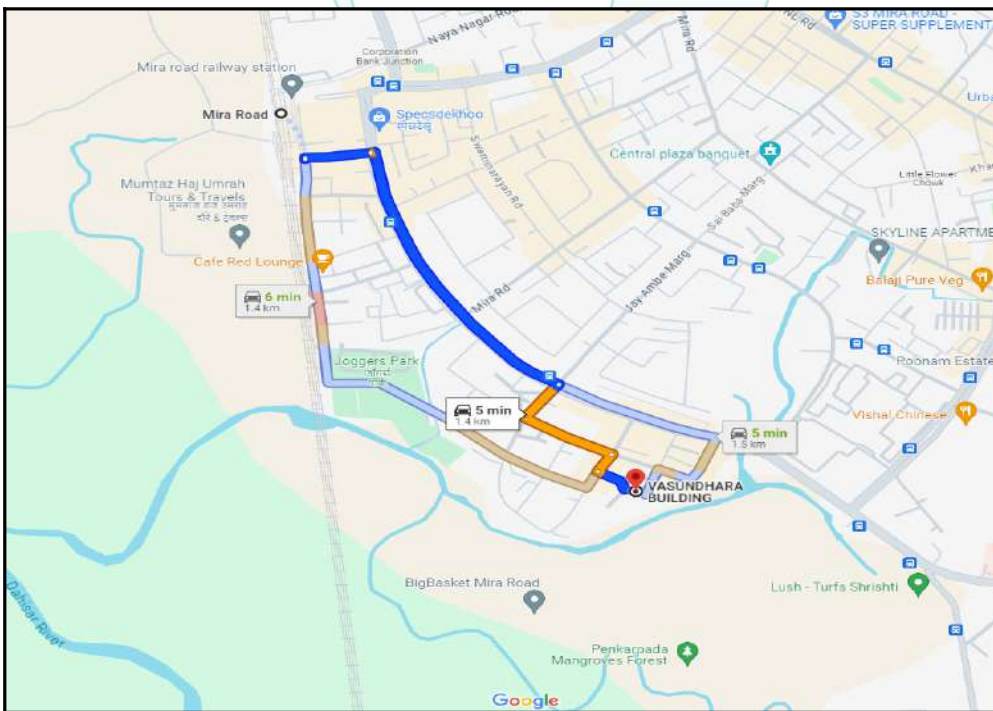 S3 MIRA ROAD -
SUPER SUPPLEMENT
Naya Nagar Road
Mira Rd
Corporation
Bank Junction
Mira road railway station
Mira Road
Specsdekhoo
Urba
Swaminarayan Rd
Central plaza banquet
Little Flower
Chowk
Kha
Mumtaz Haj Umrah
Tours & Travels
Sai Baba Marg
SKYLINE APARTME
Cafe Red Lounge
Mira Rd
Jay Ambe Marg
Balaji Pure Veg
6 min
1.4 km
Joggers Park
Poonam Estate
5 min
1.4 km
Vishal Chinese
5 min
1.5 km
VASUNDHARA
BUILDING
BigBasket Mira Road
Lush - Turfs Shrishti
Dahisar River
Penkarpada
Mangroves Forest
Google